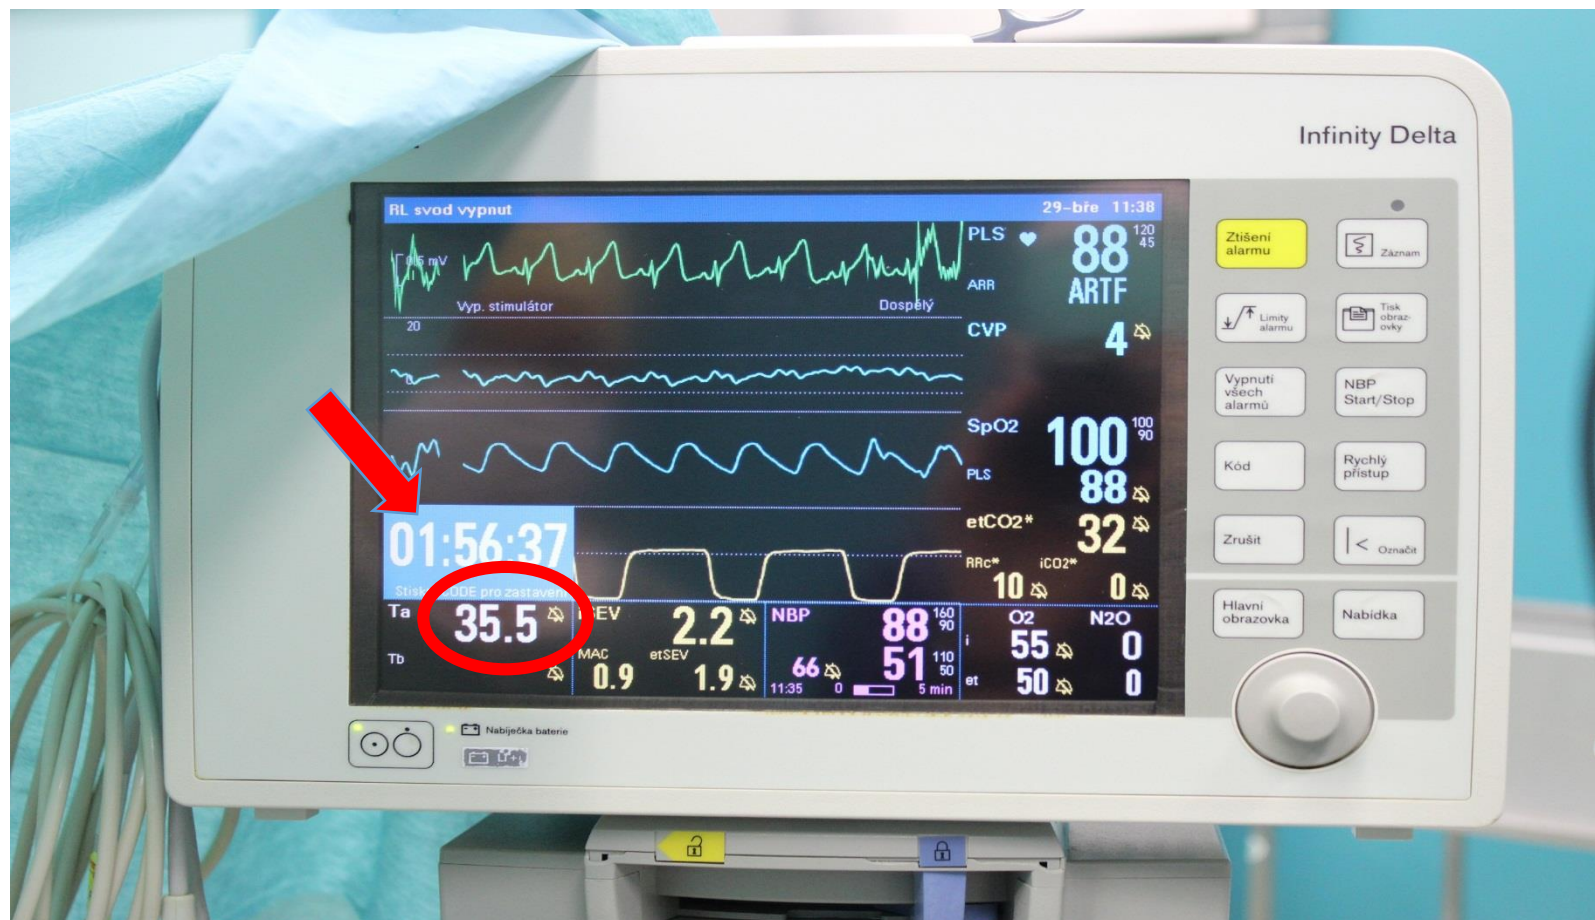 Infinity Delta
RL svod vypnut 29-bře 11:38
0.5 mV
Vyp. stimulátor Dospělý
PLS 88 120 45
ARR ARTF
20
0
CVP 4
SpO2 100 100 90
PLS 88
01:56:37
etCO2* 32
RRc* 10 iCO2* 0
Ta 35.5
Tb
2.2
MAC 0.9 etSEV 1.9
NBP 88 160 90
66 51 110 50
11:35 0 5 min
O2 N2O
i 55 0
et 50 0
Ztišení alarmu
Záznam
Limity alarmu
Tisk obraz- ovky
Vypnutí všech alarmů
NBP Start/Stop
Kód
Rychlý přístup
Zrušit
Označit
Hlavní obrazovka
Nabídka
Nabíječka baterie